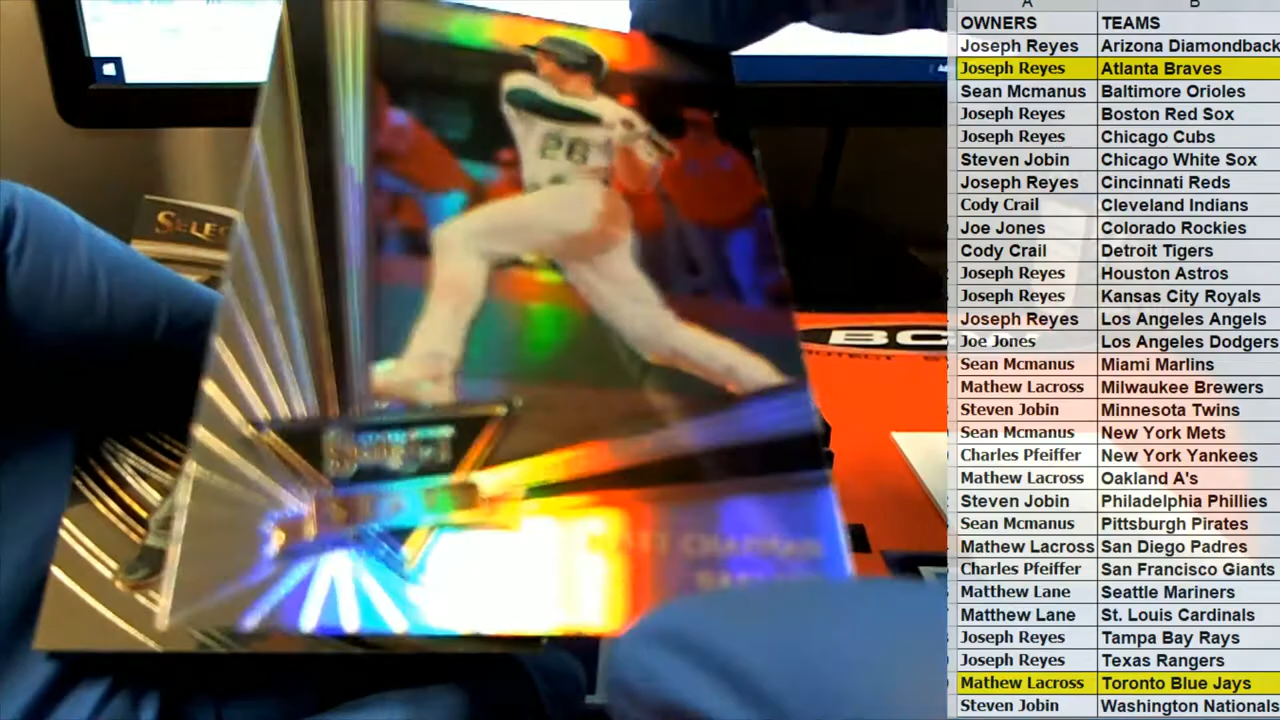 A B
OWNERS TEAMS
Joseph Reyes Arizona Diamondback
Joseph Reyes Atlanta Braves
Sean Mcmanus Baltimore Orioles
Joseph Reyes Boston Red Sox
Joseph Reyes Chicago Cubs
Steven Jobin Chicago White Sox
Joseph Reyes Cincinnati Reds
Cody Crail Cleveland Indians
Joe Jones Colorado Rockies
Cody Crail Detroit Tigers
Joseph Reyes Houston Astros
Joseph Reyes Kansas City Royals
Joseph Reyes Los Angeles Angels
Joe Jones Los Angeles Dodgers
Sean Mcmanus Miami Marlins
Mathew Lacross Milwaukee Brewers
Steven Jobin Minnesota Twins
Sean Mcmanus New York Mets
Charles Pfeiffer New York Yankees
Mathew Lacross Oakland A's
Steven Jobin Philadelphia Phillies
Sean Mcmanus Pittsburgh Pirates
Mathew Lacross San Diego Padres
Charles Pfeiffer San Francisco Giants
Matthew Lane Seattle Mariners
Matthew Lane St. Louis Cardinals
Joseph Reyes Tampa Bay Rays
Joseph Reyes Texas Rangers
Mathew Lacross Toronto Blue Jays
Steven Jobin Washington Nationals
SELEC
26
BC